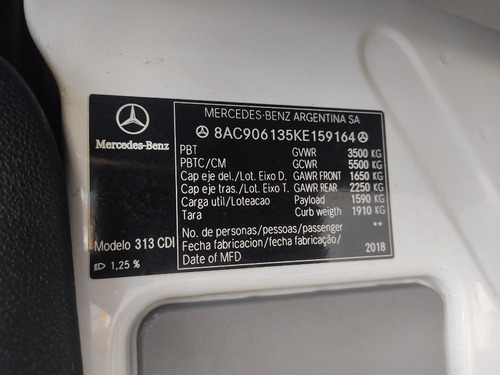 MERCEDES-BENZ ARGENTINA SA
8AC906135KE159164
Mercedes-Benz
PBT GVWR 3500 KG
PBTC/CM GCWR 5500 KG
Cap eje del./Lot. Eixo D. GAWR FRONT 1650 KG
Cap eje tras./Lot. Eixo T. GAWR REAR 2250 KG
Carga util/Loteacao Payload 1590 KG
Tara Curb weigth 1910 KG
No. de personas/pessoas/passenger **
Modelo 313 CDI
Fecha fabricacion/fecha fabricação/ 2018
Date of MFD
1,25 %